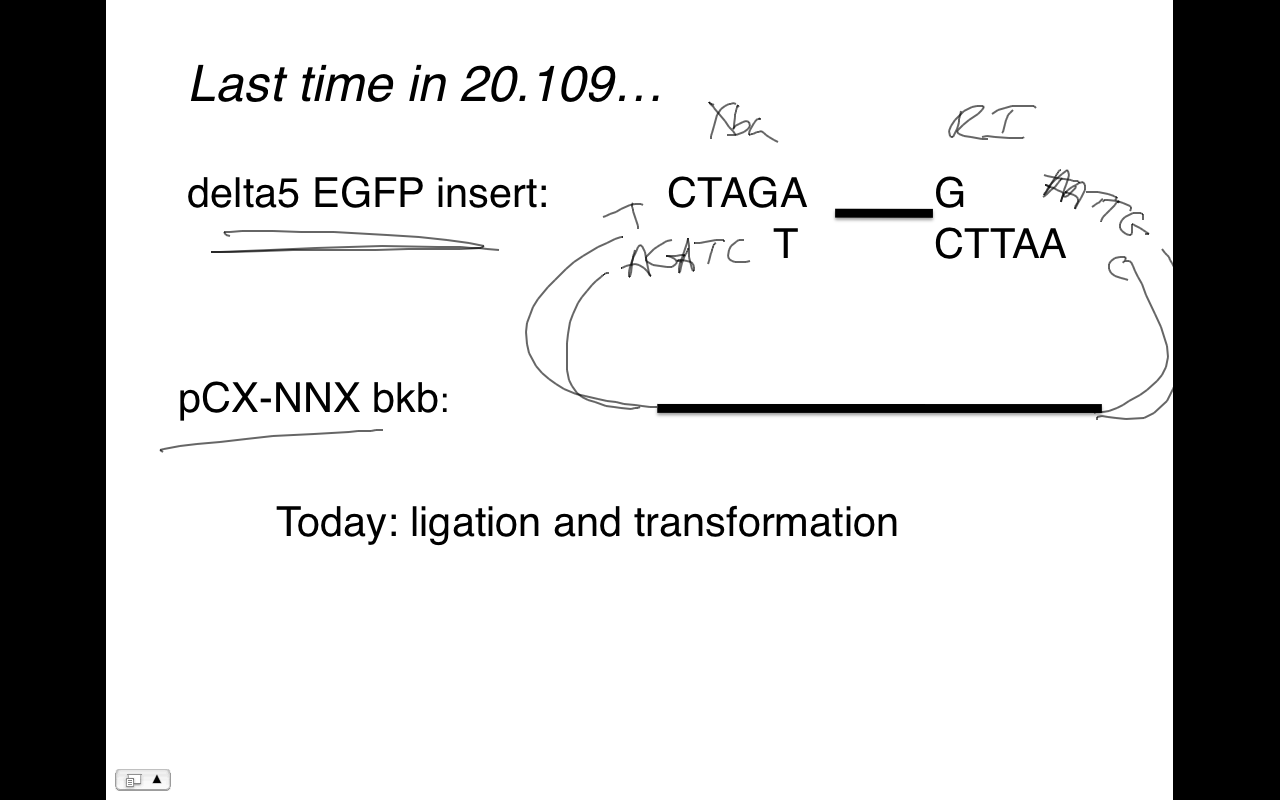 Last time in 20.109…
Xba RI
delta5 EGFP insert: T CTAGA G AATTG
AGATC T CTTAA C
pCX-NNX bkb:
Today: ligation and transformation